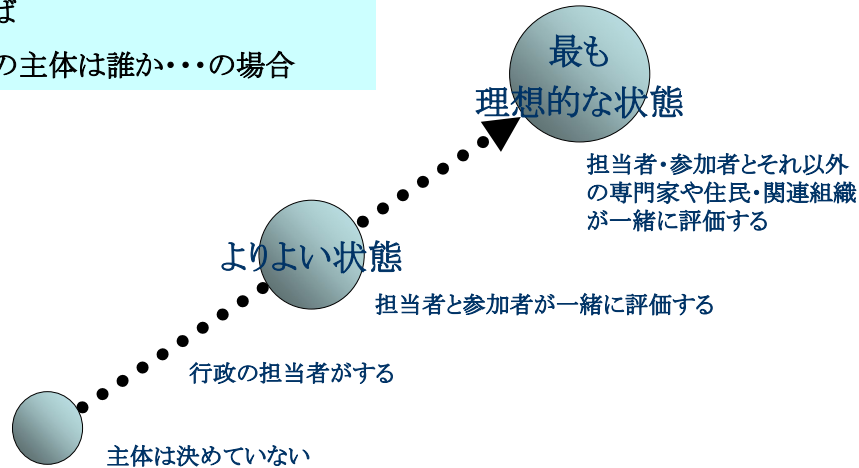 ば
の主体は誰か・・・の場合
最も
理想的な状態
担当者・参加者とそれ以外
の専門家や住民・関連組織
が一緒に評価する
よりよい状態
担当者と参加者が一緒に評価する
行政の担当者がする
主体は決めていない